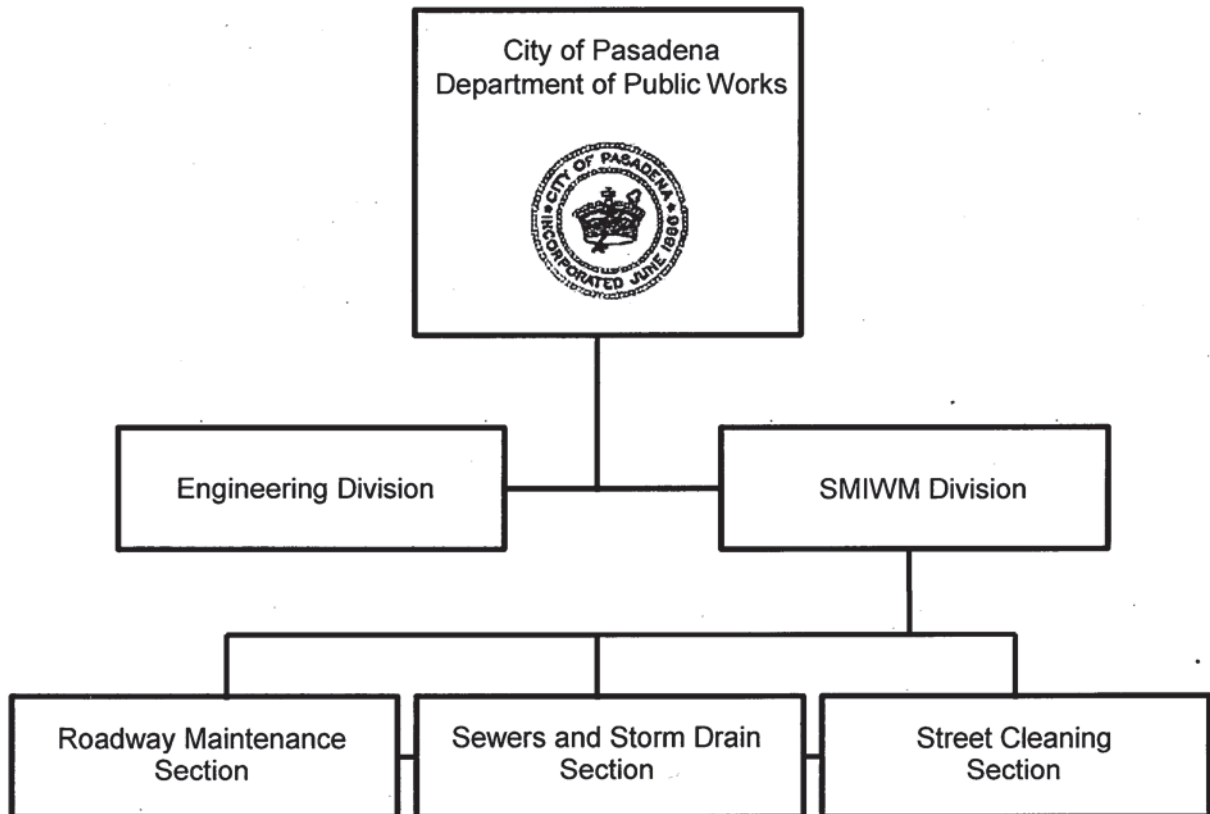 City of Pasadena
Department of Public Works
CITY OF PASADENA
INCORPORATED JUNE 1886
Engineering Division
SMIWM Division
Roadway Maintenance
Section
Sewers and Storm Drain
Section
Street Cleaning
Section